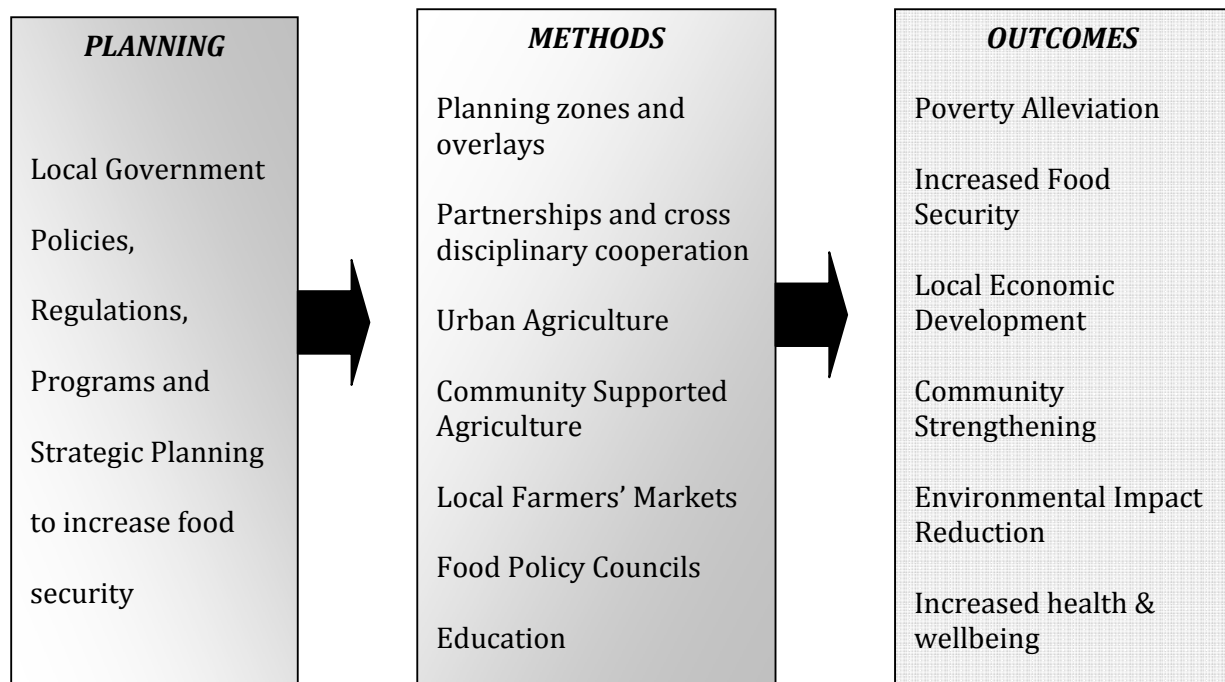 PLANNING
Local Government
Policies,
Regulations,
Programs and
Strategic Planning
to increase food
security
METHODS
Planning zones and
overlays
Partnerships and cross
disciplinary cooperation
Urban Agriculture
Community Supported
Agriculture
Local Farmers’ Markets
Food Policy Councils
Education
OUTCOMES
Poverty Alleviation
Increased Food
Security
Local Economic
Development
Community
Strengthening
Environmental Impact
Reduction
Increased health &
wellbeing